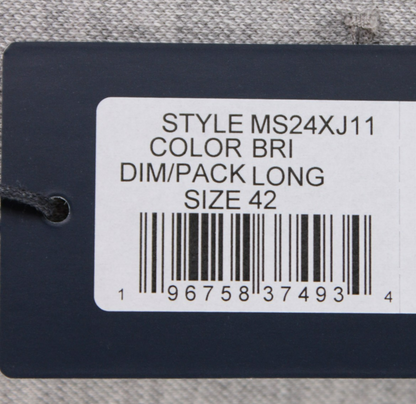 STYLE MS24XJ11
COLOR BRI
DIM/PACK LONG
SIZE 42
1 96758 37493 4